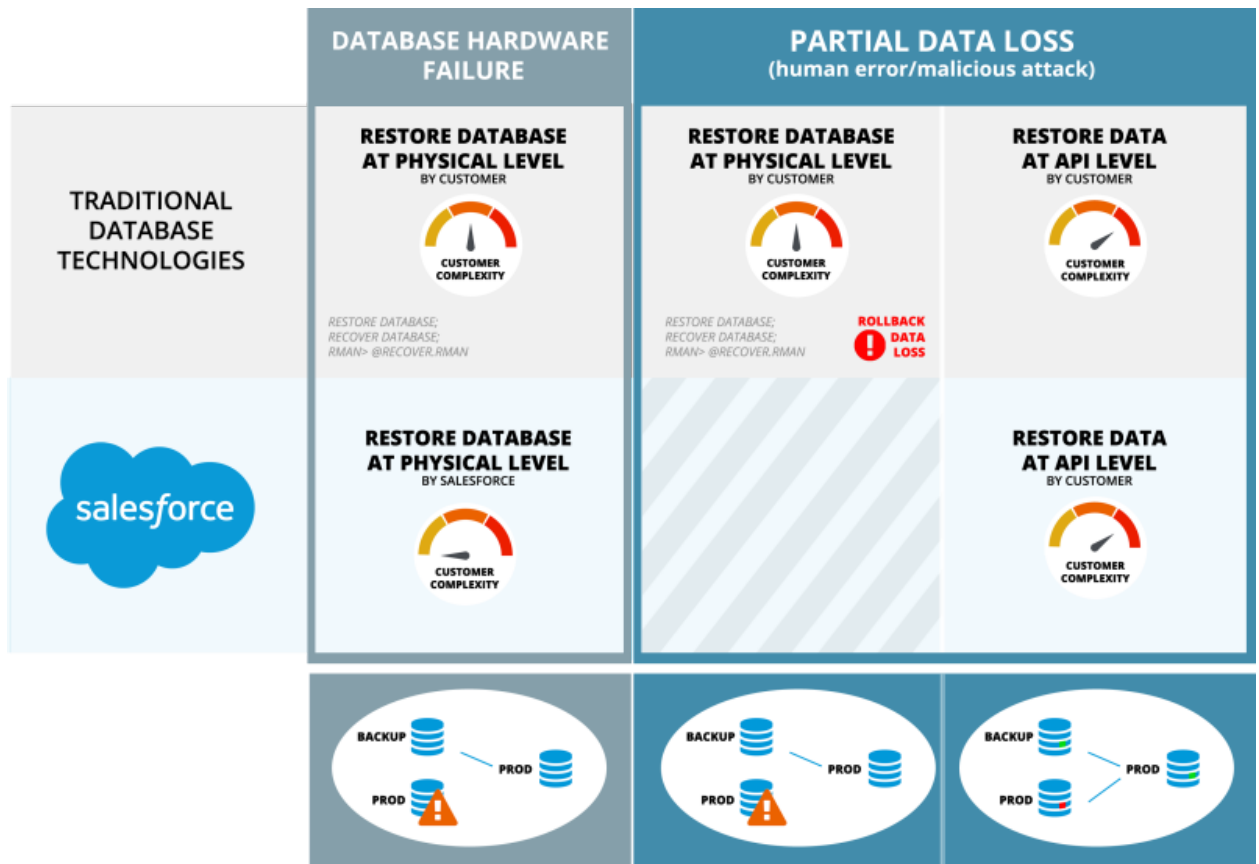 DATABASE HARDWARE
FAILURE
PARTIAL DATA LOSS
(human error/malicious attack)
TRADITIONAL
DATABASE
TECHNOLOGIES
RESTORE DATABASE
AT PHYSICAL LEVEL
BY CUSTOMER
CUSTOMER
COMPLEXITY
RESTORE DATABASE;
RECOVER DATABASE;
RMAN> @RECOVER.RMAN
RESTORE DATABASE
AT PHYSICAL LEVEL
BY CUSTOMER
CUSTOMER
COMPLEXITY
RESTORE DATABASE;
RECOVER DATABASE;
RMAN> @RECOVER.RMAN
ROLLBACK
DATA
LOSS
RESTORE DATA
AT API LEVEL
BY CUSTOMER
CUSTOMER
COMPLEXITY
salesforce
RESTORE DATABASE
AT PHYSICAL LEVEL
BY SALESFORCE
CUSTOMER
COMPLEXITY
RESTORE DATA
AT API LEVEL
BY CUSTOMER
CUSTOMER
COMPLEXITY
BACKUP
PROD
PROD
BACKUP
PROD
PROD
BACKUP
PROD
PROD